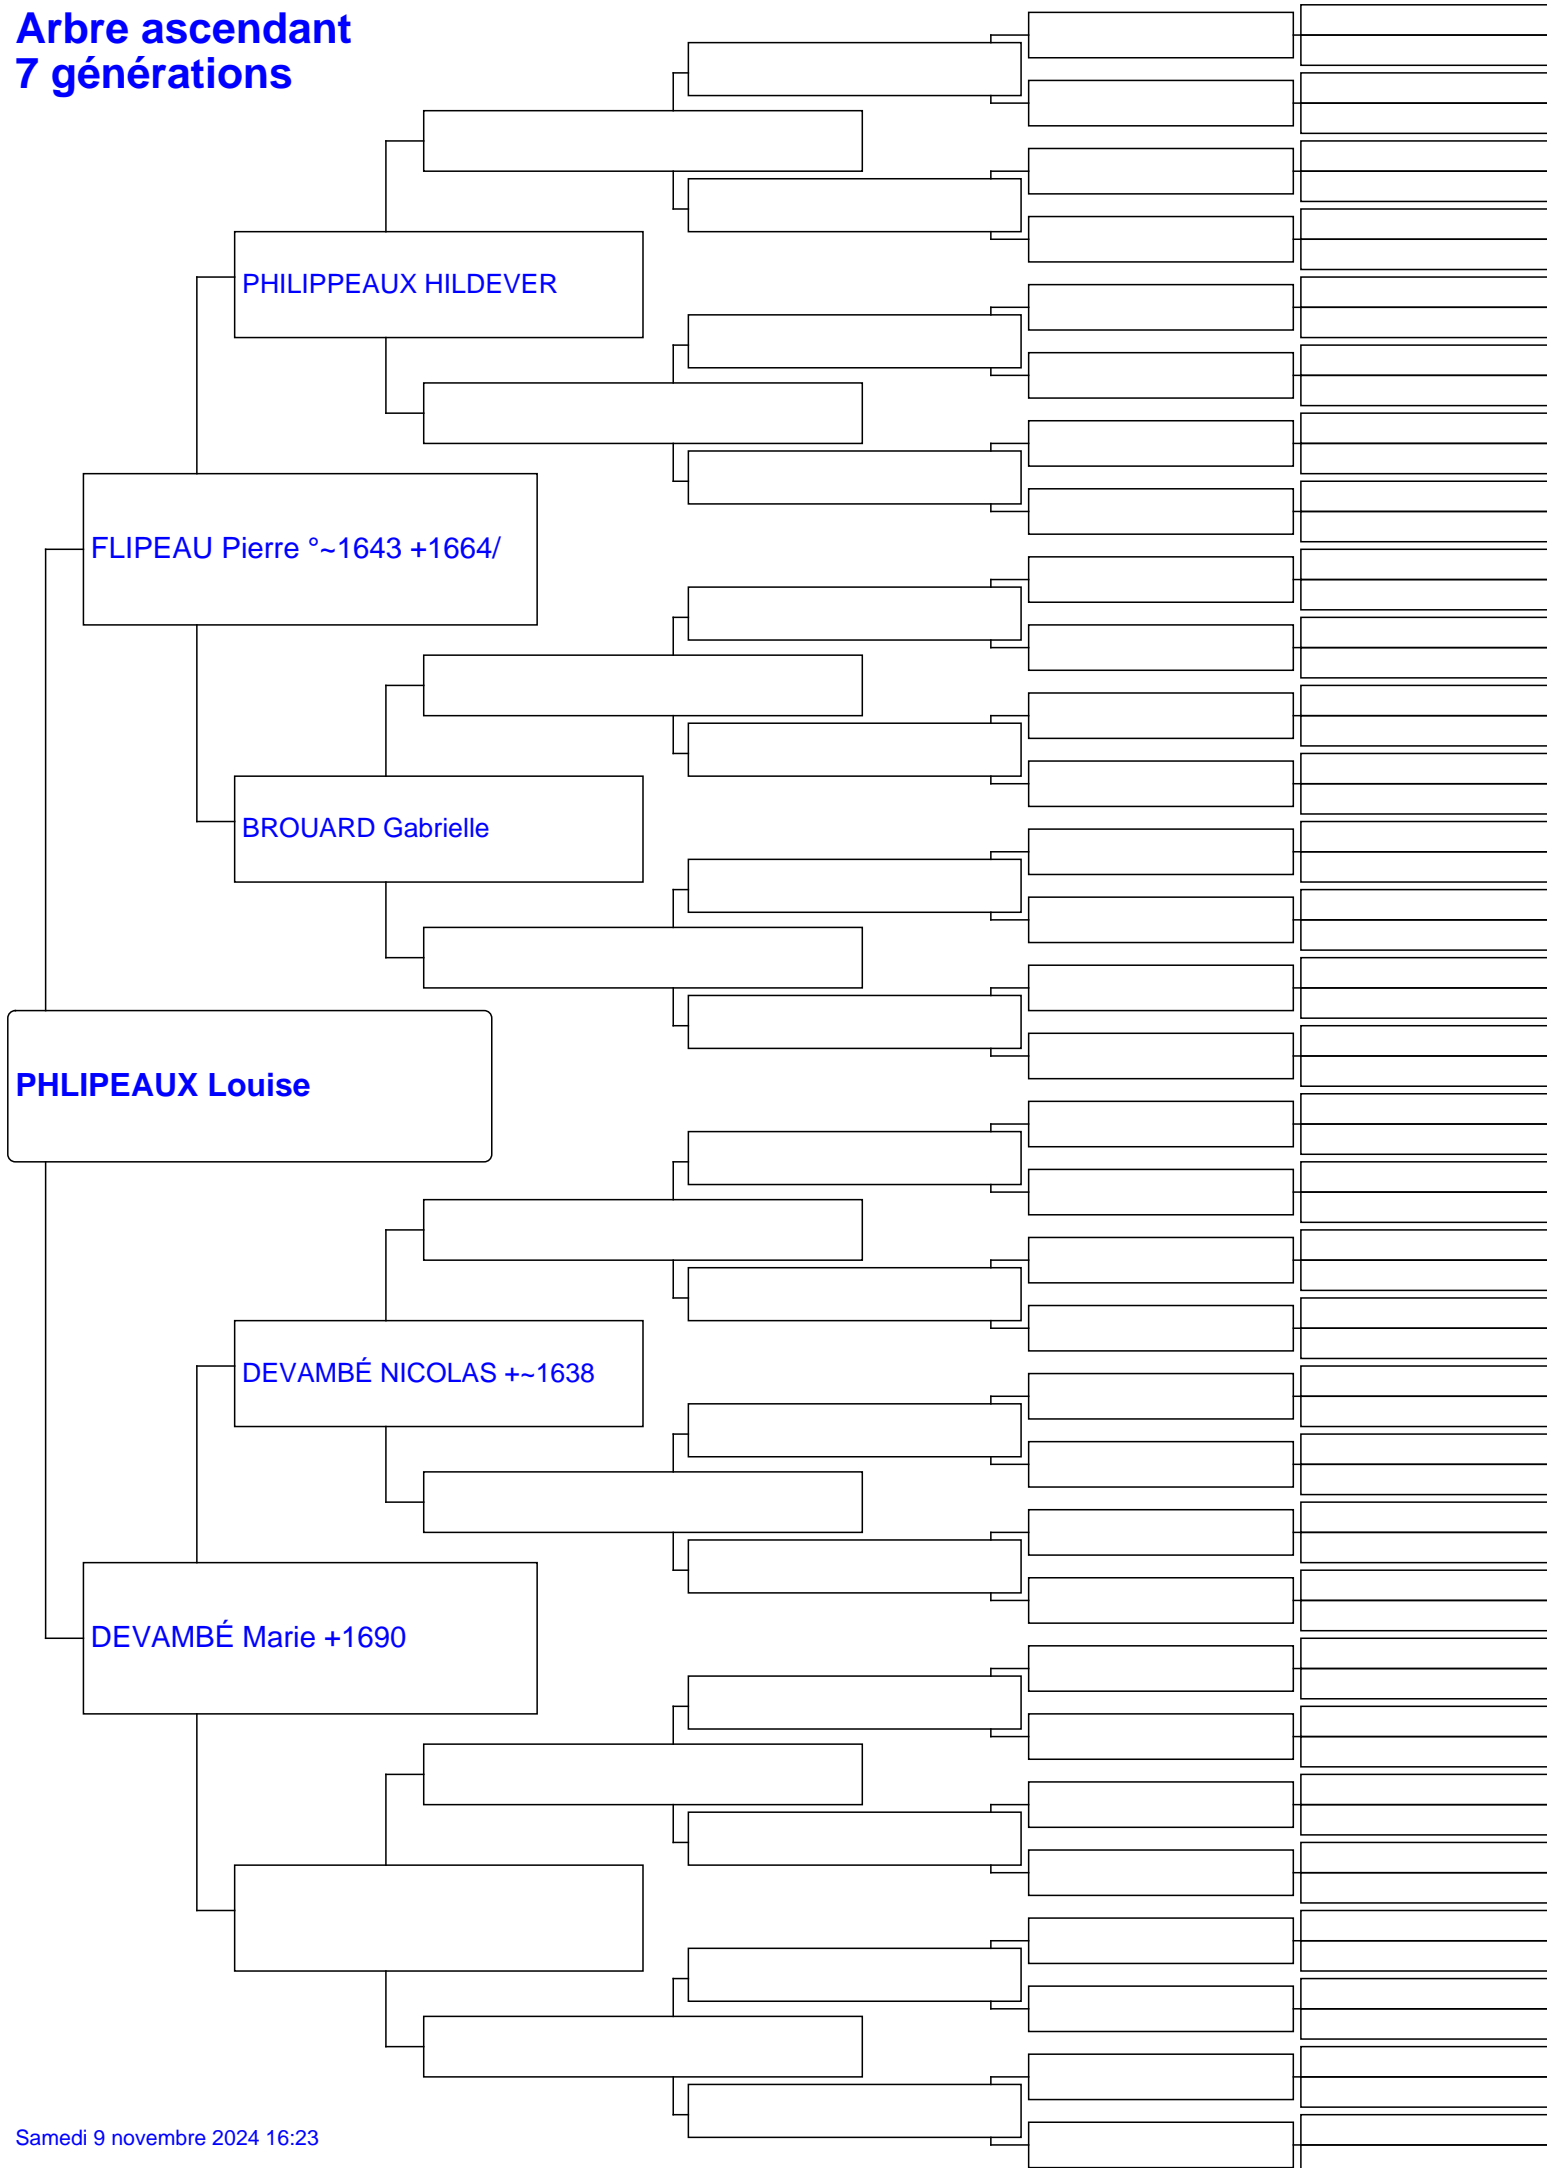 Arbre ascendant
7 générations
PHILIPPEAUX HILDEVER
FLIPEAU Pierre °~1643 +1664/
BROUARD Gabrielle
PHLIPEAUX Louise
DEVAMBÉ NICOLAS +~1638
DEVAMBÉ Marie +1690
Samedi 9 novembre 2024 16:23